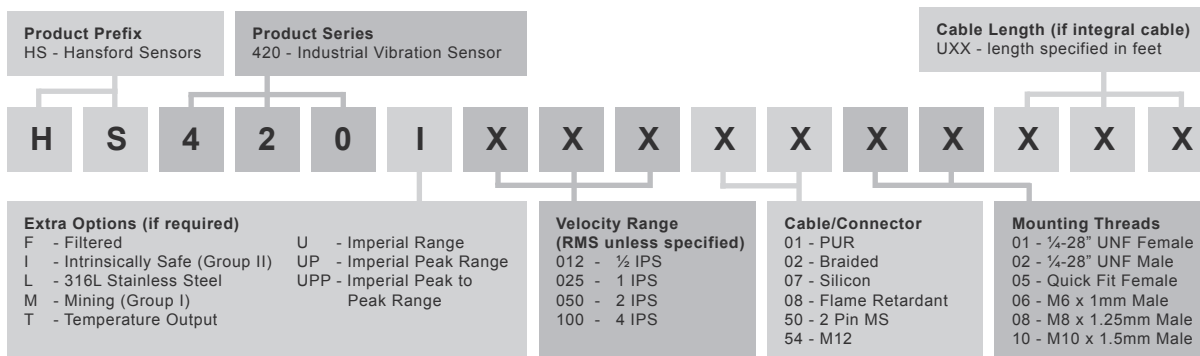 Product Prefix
HS - Hansford Sensors
Product Series
420 - Industrial Vibration Sensor
Cable Length (if integral cable)
UXX - length specified in feet
H S 4 2 0 I X X X X X X X X X X
Extra Options (if required)
F - Filtered
I - Intrinsically Safe (Group II)
L - 316L Stainless Steel
M - Mining (Group I)
T - Temperature Output
U - Imperial Range
UP - Imperial Peak Range
UPP - Imperial Peak to
Peak Range
Velocity Range
(RMS unless specified)
012 - ½ IPS
025 - 1 IPS
050 - 2 IPS
100 - 4 IPS
Cable/Connector
01 - PUR
02 - Braided
07 - Silicon
08 - Flame Retardant
50 - 2 Pin MS
54 - M12
Mounting Threads
01 - ¼-28” UNF Female
02 - ¼-28” UNF Male
05 - Quick Fit Female
06 - M6 x 1mm Male
08 - M8 x 1.25mm Male
10 - M10 x 1.5mm Male